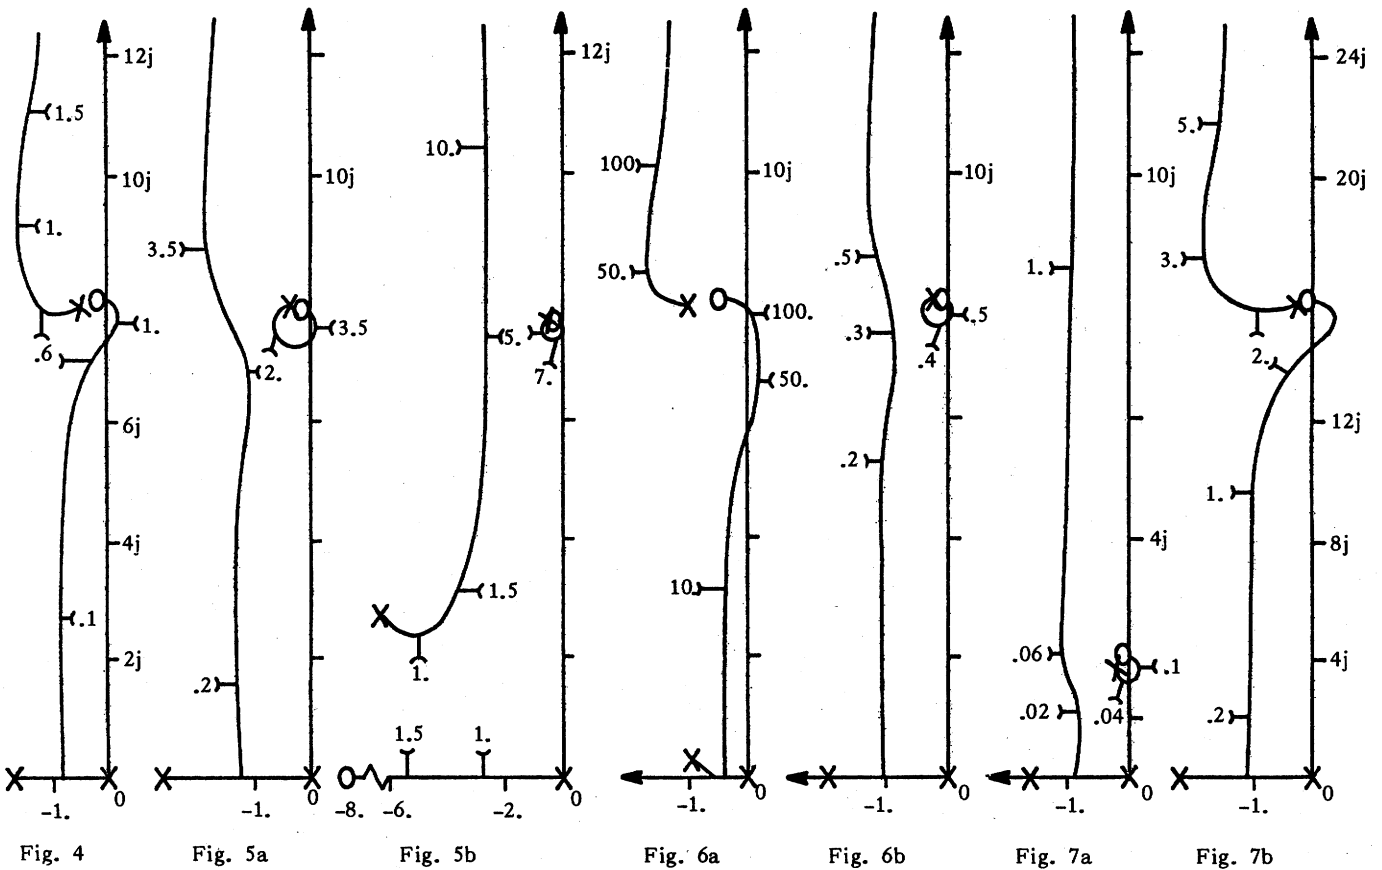 12j
1.5
10j
1.
1.
.6
6j
4j
.1
2j
-1.
0
Fig. 4
10j
3.5
3.5
2.
.2
-1.
0
Fig. 5a
12j
10.
5.
7.
1.5
1.
1.5
1.
-8.
-6.
-2.
0
Fig. 5b
100
10j
50.
100.
50.
10.
-1.
0
Fig. 6a
10j
.5
.5
.3
.4
.2
-1.
0
Fig. 6b
10j
1.
4j
.06
.1
.02
.04
-1.
0
Fig. 7a
24j
5.
20j
3.
2.
12j
1.
8j
4j
.2
-1.
0
Fig. 7b